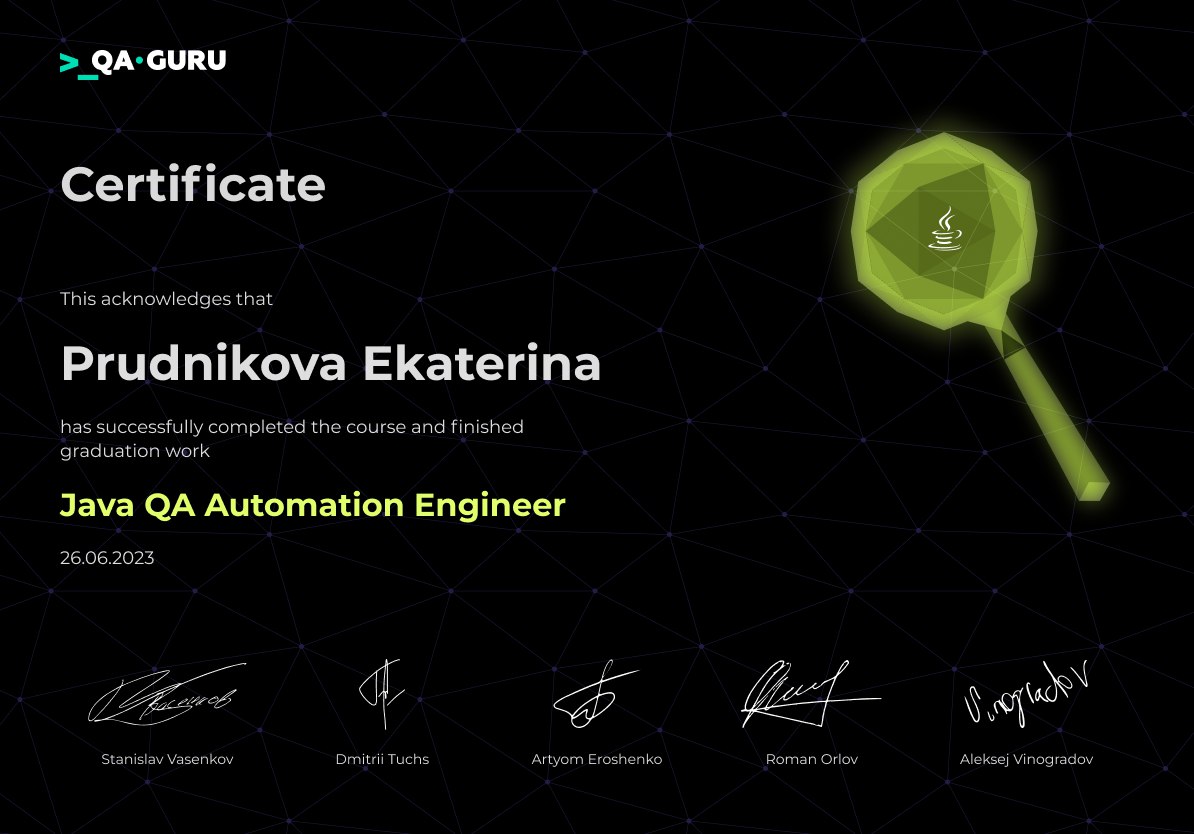 >_QA·GURU
Certificate
This acknowledges that
Prudnikova Ekaterina
has successfully completed the course and finished
graduation work
Java QA Automation Engineer
26.06.2023
Vinogradov
Stanislav Vasenkov
Dmitrii Tuchs
Artyom Eroshenko
Roman Orlov
Aleksej Vinogradov